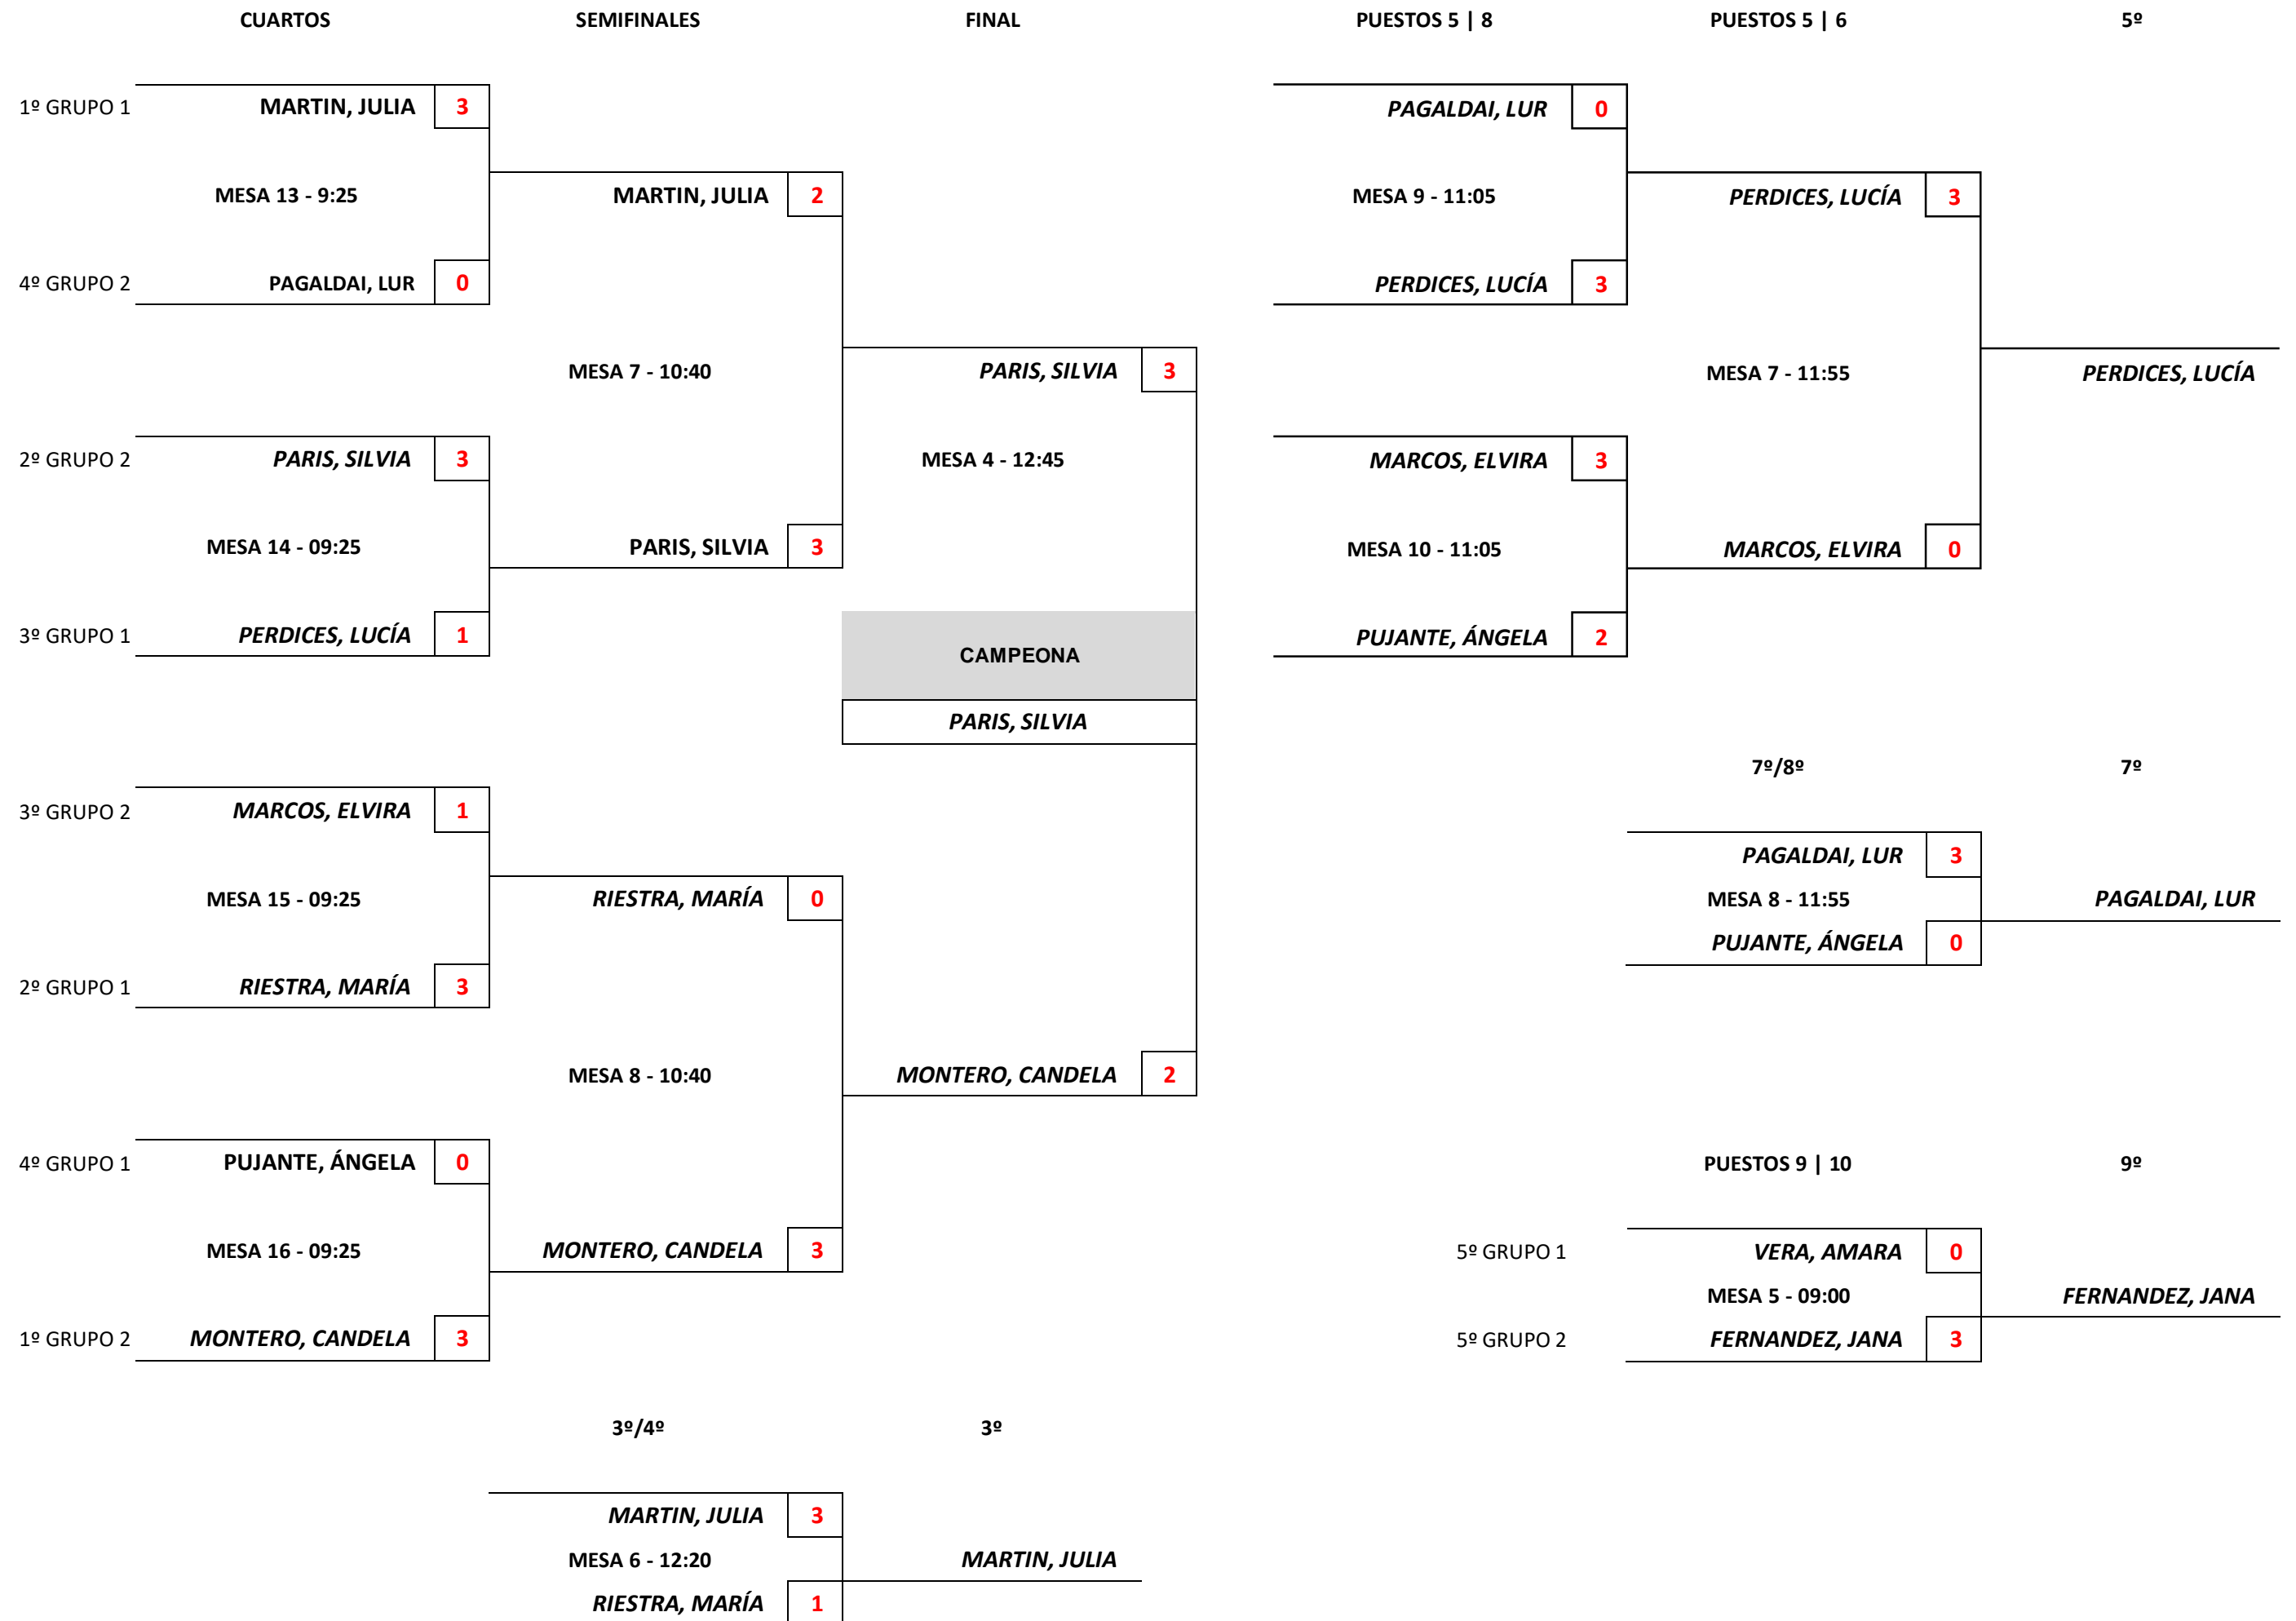 CUARTOS SEMIFINALES FINAL PUESTOS 5 | 8 PUESTOS 5 | 6 5º
1º GRUPO 1 MARTIN, JULIA 3 PAGALDAI, LUR 0
MESA 13 - 9:25 MARTIN, JULIA 2 MESA 9 - 11:05 PERDICES, LUCÍA 3
4º GRUPO 2 PAGALDAI, LUR 0 PERDICES, LUCÍA 3
MESA 7 - 10:40 PARIS, SILVIA 3 MESA 7 - 11:55 PERDICES, LUCÍA
2º GRUPO 2 PARIS, SILVIA 3 MESA 4 - 12:45 MARCOS, ELVIRA 3
MESA 14 - 09:25 PARIS, SILVIA 3 MESA 10 - 11:05 MARCOS, ELVIRA 0
3º GRUPO 1 PERDICES, LUCÍA 1 PUJANTE, ÁNGELA 2
CAMPEONA
PARIS, SILVIA
7º/8º 7º
3º GRUPO 2 MARCOS, ELVIRA 1
PAGALDAI, LUR 3
MESA 15 - 09:25 RIESTRA, MARÍA 0 MESA 8 - 11:55 PAGALDAI, LUR
PUJANTE, ÁNGELA 0
2º GRUPO 1 RIESTRA, MARÍA 3
MESA 8 - 10:40 MONTERO, CANDELA 2
4º GRUPO 1 PUJANTE, ÁNGELA 0 PUESTOS 9 | 10 9º
MESA 16 - 09:25 MONTERO, CANDELA 3 5º GRUPO 1 VERA, AMARA 0
MESA 5 - 09:00 FERNANDEZ, JANA
1º GRUPO 2 MONTERO, CANDELA 3 5º GRUPO 2 FERNANDEZ, JANA 3
3º/4º 3º
MARTIN, JULIA 3
MESA 6 - 12:20 MARTIN, JULIA
RIESTRA, MARÍA 1